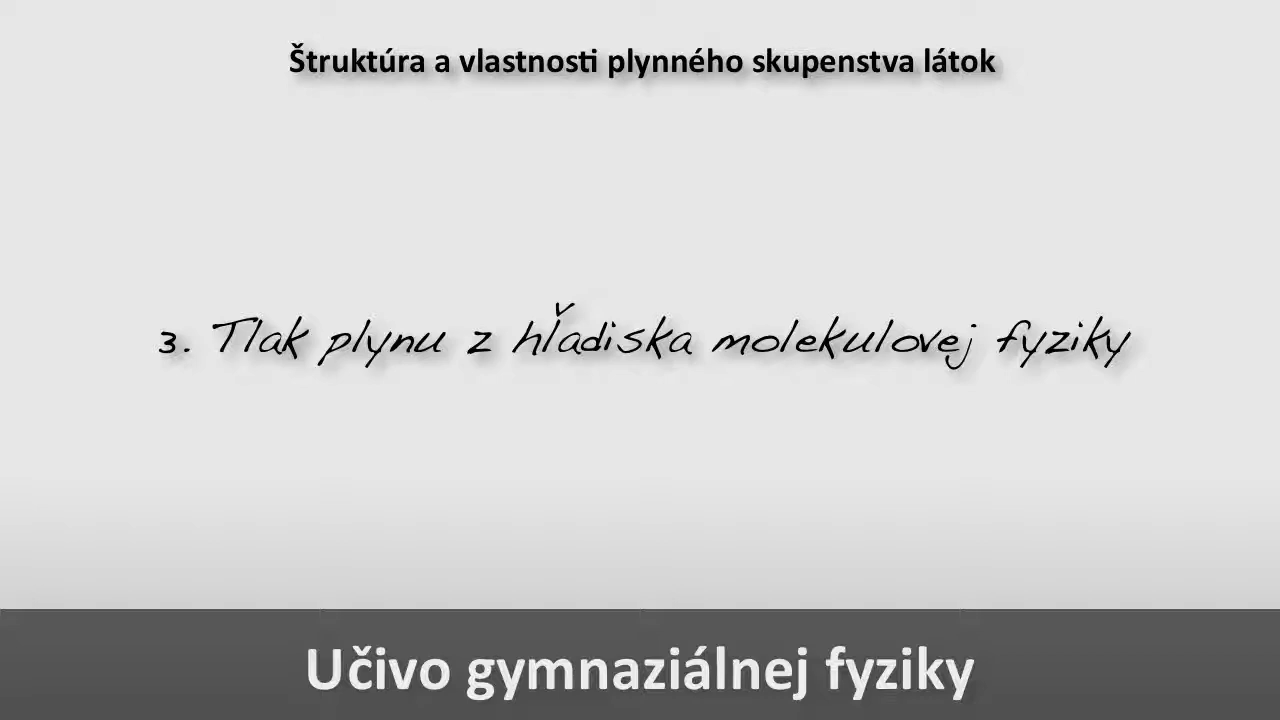 Štruktúra a vlastnosti plynného skupenstva látok
3. Tlak plynu z hľadiska molekulovej fyziky
Učivo gymnaziálnej fyziky